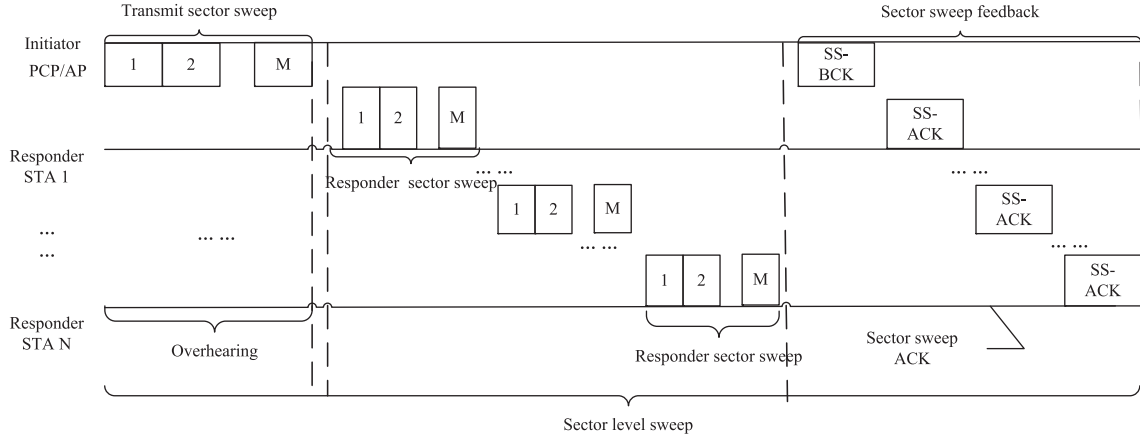 Transmit sector sweep
Sector sweep feedback
Initiator
PCP/AP
1 2 M
SS-
BCK
1 2 M
SS-
ACK
Responder
STA 1
Responder sector sweep
... ...
... ...
1 2 M
SS-
ACK
...
...
... ...
... ...
... ...
1 2 M
SS-
ACK
Responder
STA N
Overhearing
Responder sector sweep
Sector sweep
ACK
Sector level sweep